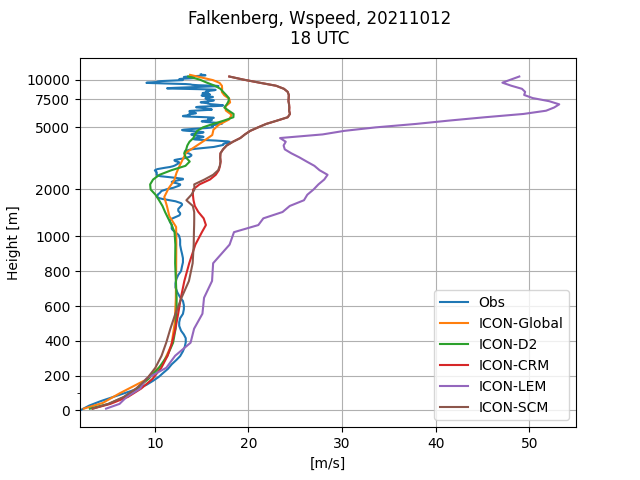 Falkenberg, Wspeed, 20211012
18 UTC
10000
7500
5000
2000
1000
800
600
400
200
0
Height [m]
10
20
30
40
50
[m/s]
Obs
ICON-Global
ICON-D2
ICON-CRM
ICON-LEM
ICON-SCM